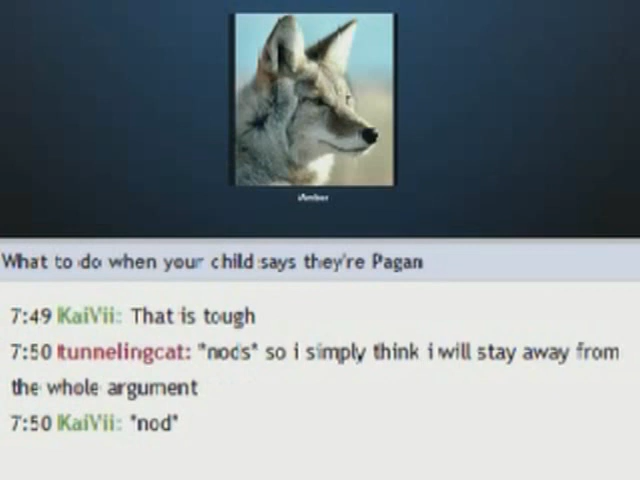 What to do when your child says they're Pagan
7:49 KaiVii: That is tough
7:50 tunnelingcat: *nods* so i simply think i will stay away from
the whole argument
7:50 KaiVii: *nod*